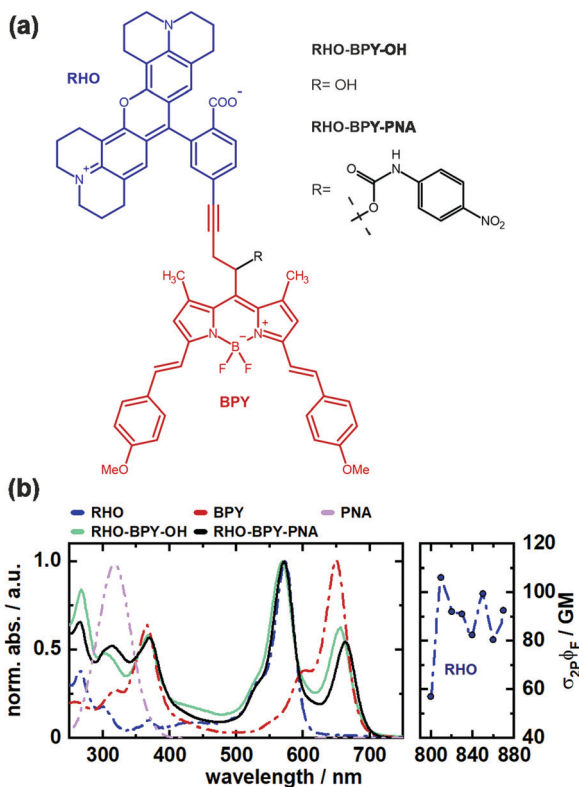 (a)
RHO-BPY-OH
R= OH
RHO-BPY-PNA
R=
O
H
N
O
NO2
RHO
N
O
COO-
N+
R
H3C
CH3
N
B-
N+
F
F
BPY
MeO
OMe
(b)
RHO
BPY
PNA
RHO-BPY-OH
RHO-BPY-PNA
norm. abs. / a.u.
1.0
0.5
0
300 400 500 600 700
wavelength / nm
RHO
800 840 880
120
100
80
60
40
σ2PϕF / GM